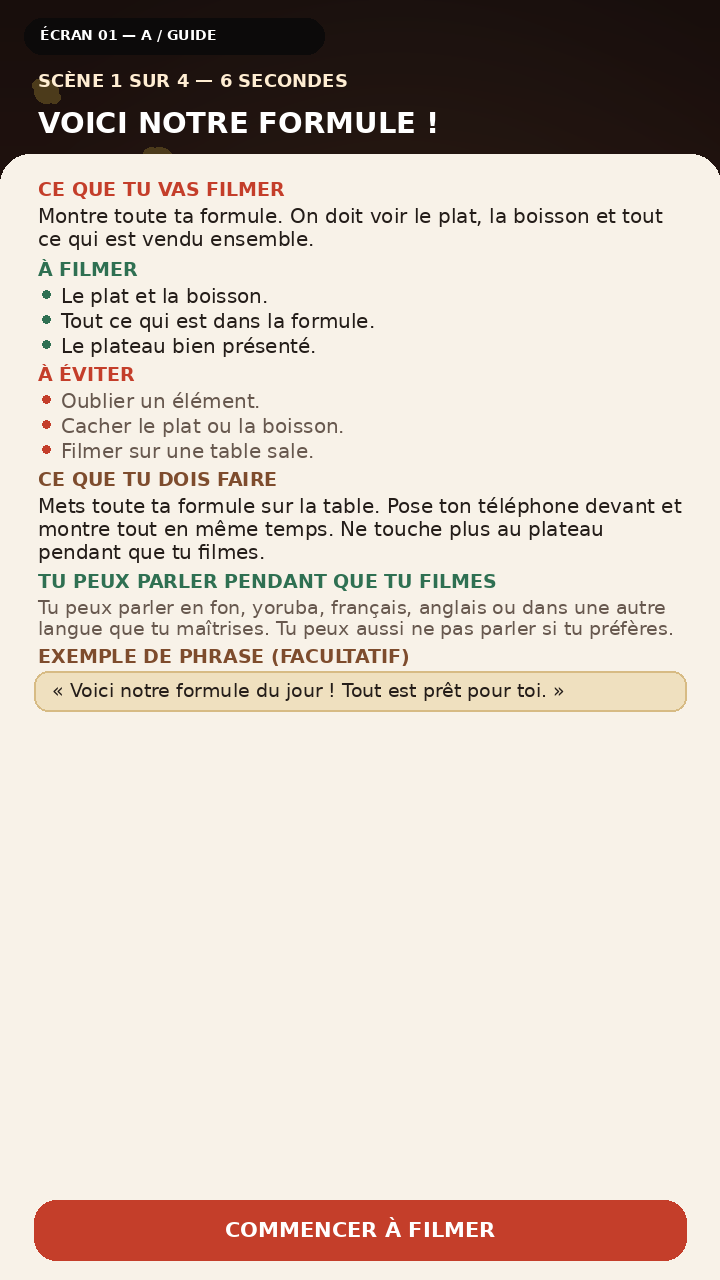 ÉCRAN 01 — A / GUIDE
SCÈNE 1 SUR 4 — 6 SECONDES
VOICI NOTRE FORMULE !
CE QUE TU VAS FILMER
Montre toute ta formule. On doit voir le plat, la boisson et tout
ce qui est vendu ensemble.
À FILMER
• Le plat et la boisson.
• Tout ce qui est dans la formule.
• Le plateau bien présenté.
À ÉVITER
• Oublier un élément.
• Cacher le plat ou la boisson.
• Filmer sur une table sale.
CE QUE TU DOIS FAIRE
Mets toute ta formule sur la table. Pose ton téléphone devant et
montre tout en même temps. Ne touche plus au plateau
pendant que tu filmes.
TU PEUX PARLER PENDANT QUE TU FILMES
Tu peux parler en fon, yoruba, français, anglais ou dans une autre
langue que tu maîtrises. Tu peux aussi ne pas parler si tu préfères.
EXEMPLE DE PHRASE (FACULTATIF)
« Voici notre formule du jour ! Tout est prêt pour toi. »
COMMENCER À FILMER